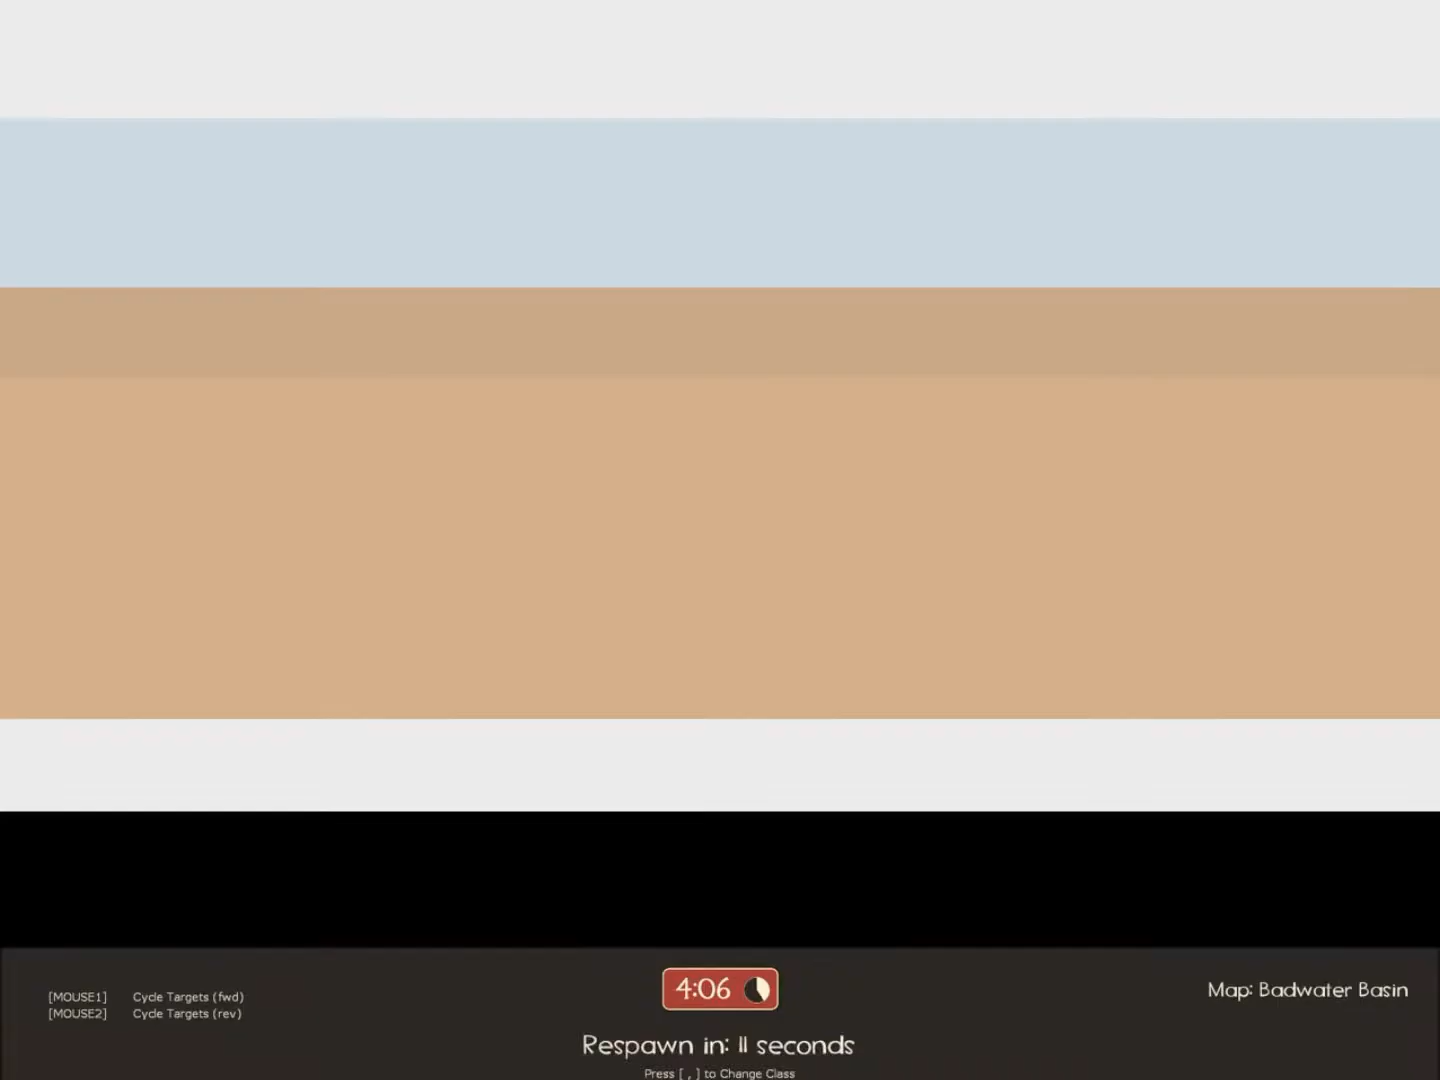 [MOUSE1] Cycle Targets (fwd)
[MOUSE2] Cycle Targets (rev)
4:06
Map: Badwater Basin
Respawn in: 11 seconds
Press [ , ] to Change Class